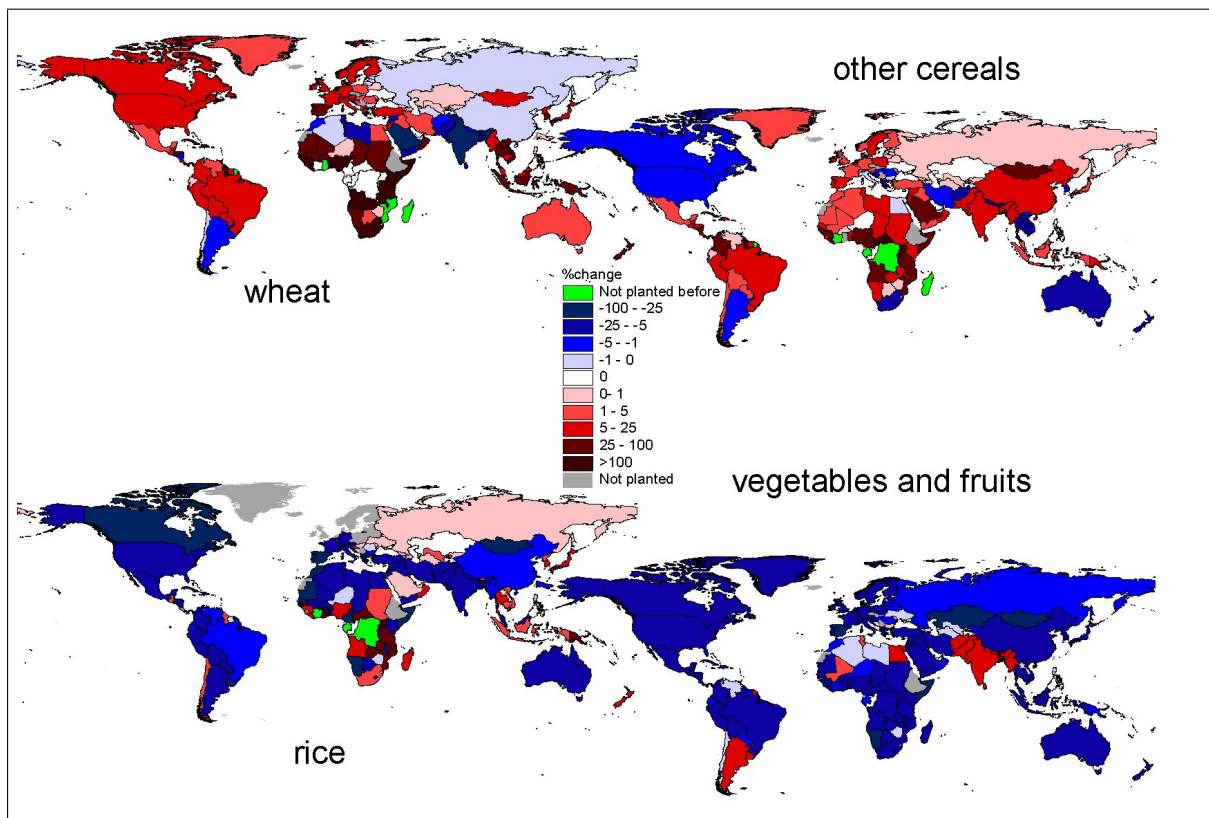 other cereals
wheat
%change
Not planted before
-100 - -25
-25 - -5
-5 - -1
-1 - 0
0
0- 1
1 - 5
5 - 25
25 - 100
>100
Not planted
vegetables and fruits
rice